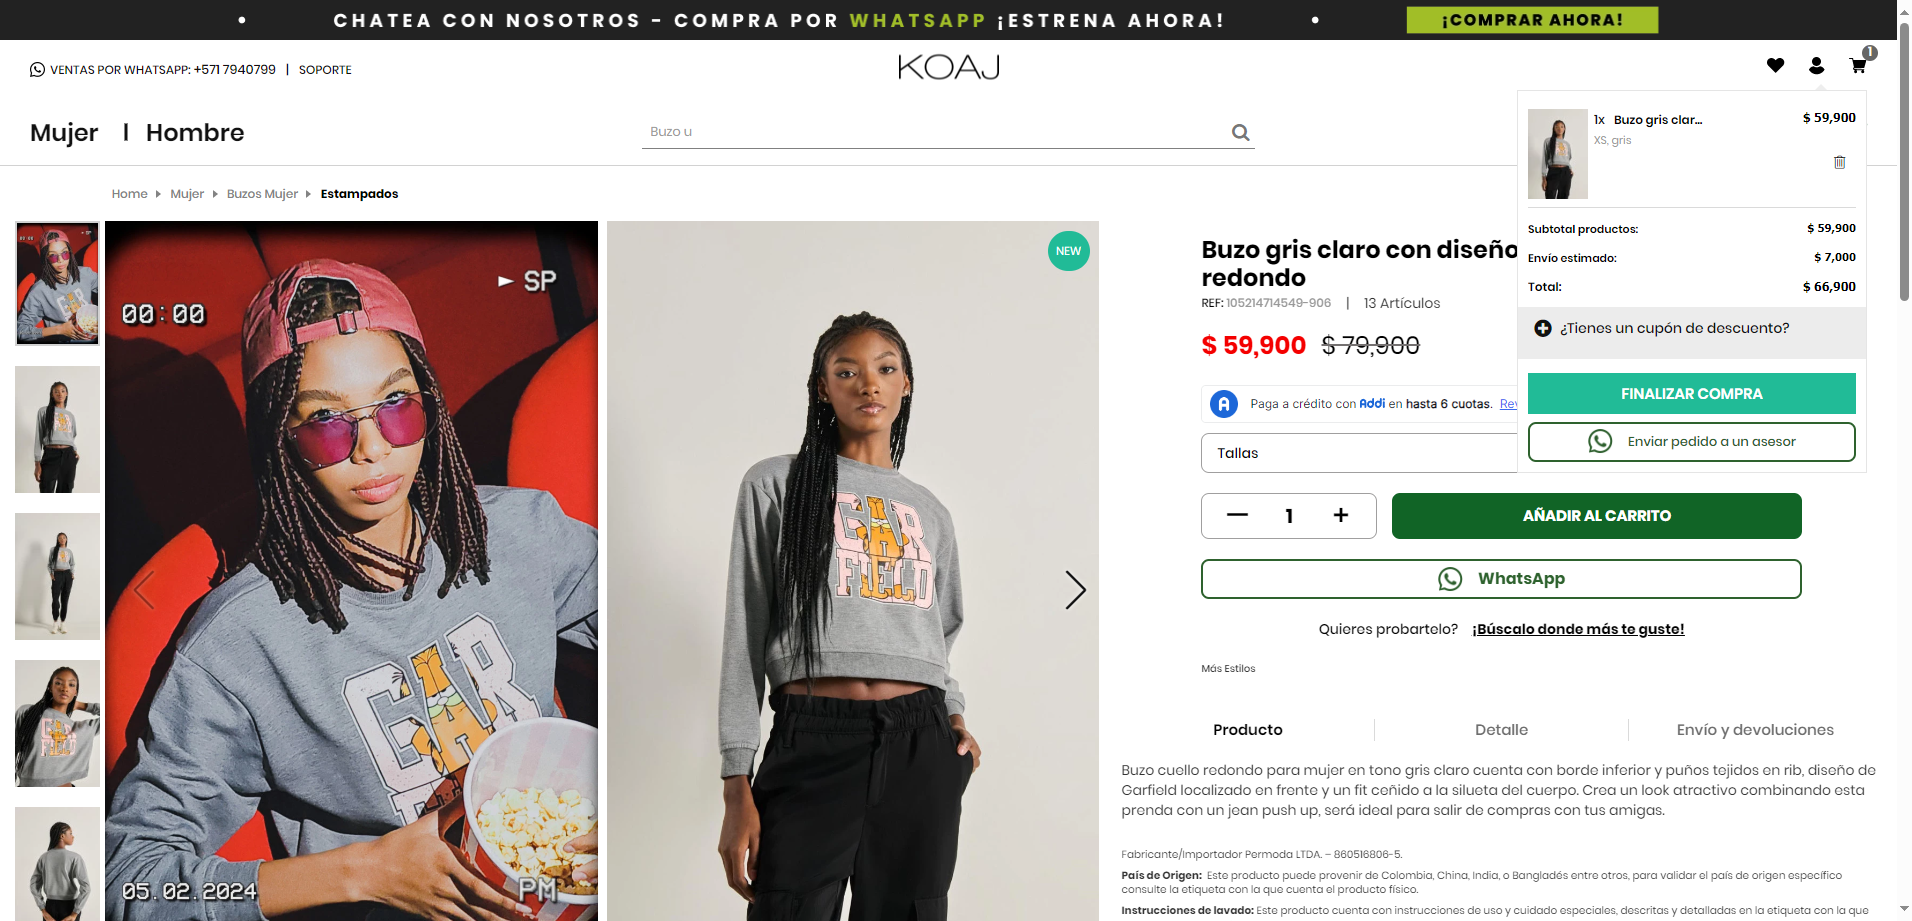 CHATEA CON NOSOTROS - COMPRA POR WHATSAPP ¡ESTRENA AHORA!
¡COMPRAR AHORA!
VENTAS POR WHATSAPP: +571 7940799 | SOPORTE
KOAJ
1
Mujer | Hombre
Buzo u
1x Buzo gris clar... $ 59,900
XS, gris
Subtotal productos: $ 59,900
Envío estimado: $ 7,000
Total: $ 66,900
¿Tienes un cupón de descuento?
FINALIZAR COMPRA
Enviar pedido a un asesor
Home Mujer Buzos Mujer Estampados
00:00
SP
GARFIELD
05.02.2024
PM
NEW
GAR
FIELD
Buzo gris claro con diseño
redondo
REF: 105214714549-906 | 13 Artículos
$ 59,900 $ 79,900
Paga a crédito con Addi en hasta 6 cuotas. Rev
Tallas
1
AÑADIR AL CARRITO
WhatsApp
Quieres probartelo? ¡Búscalo donde más te guste!
Más Estilos
Producto
Detalle
Envío y devoluciones
Buzo cuello redondo para mujer en tono gris claro cuenta con borde inferior y puños tejidos en rib, diseño de
Garfield localizado en frente y un fit ceñido a la silueta del cuerpo. Crea un look atractivo combinando esta
prenda con un jean push up, será ideal para salir de compras con tus amigas.
Fabricante/Importador Permoda LTDA. – 860516806-5.
País de Origen: Este producto puede provenir de Colombia, China, India, o Bangladés entre otros, para validar el país de origen específico
consulte la etiqueta con la que cuenta el producto físico.
Instrucciones de lavado: Este producto cuenta con instrucciones de uso y cuidado especiales, descritas y detalladas en la etiqueta con la que